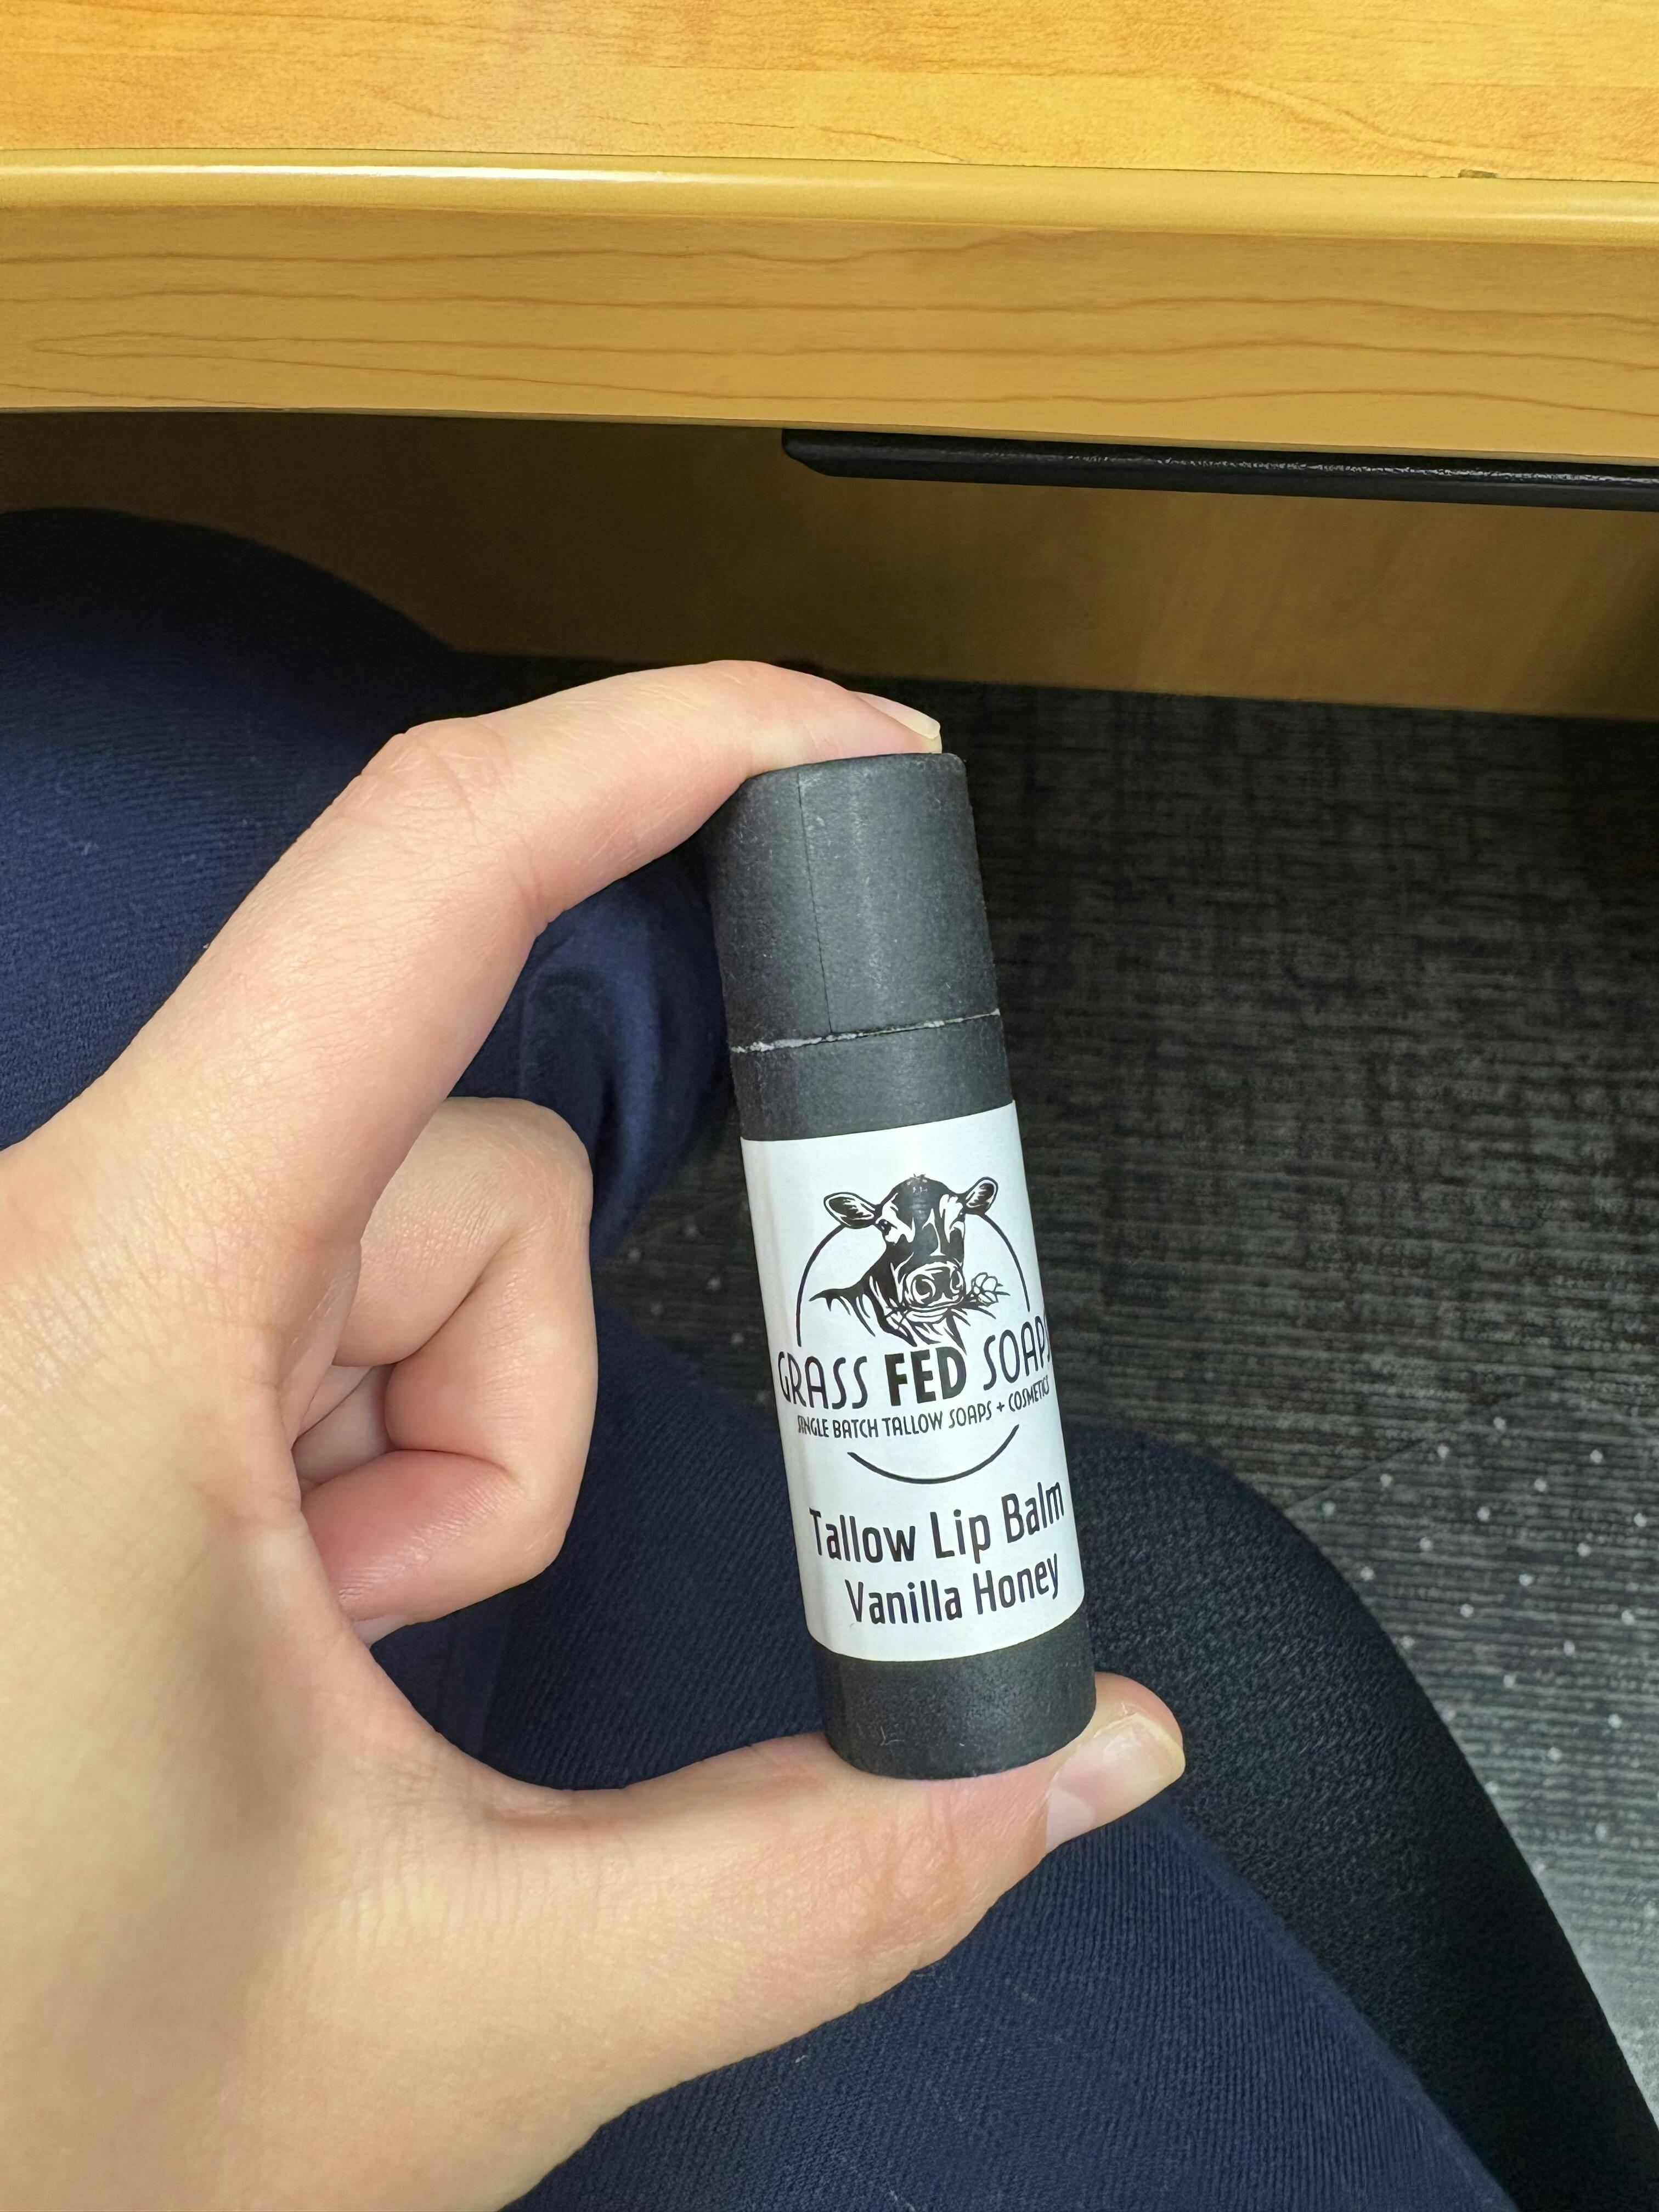 GRASS FED SOAPS
SINGLE BATCH TALLOW SOAPS + COSMETICS
Tallow Lip Balm
Vanilla Honey